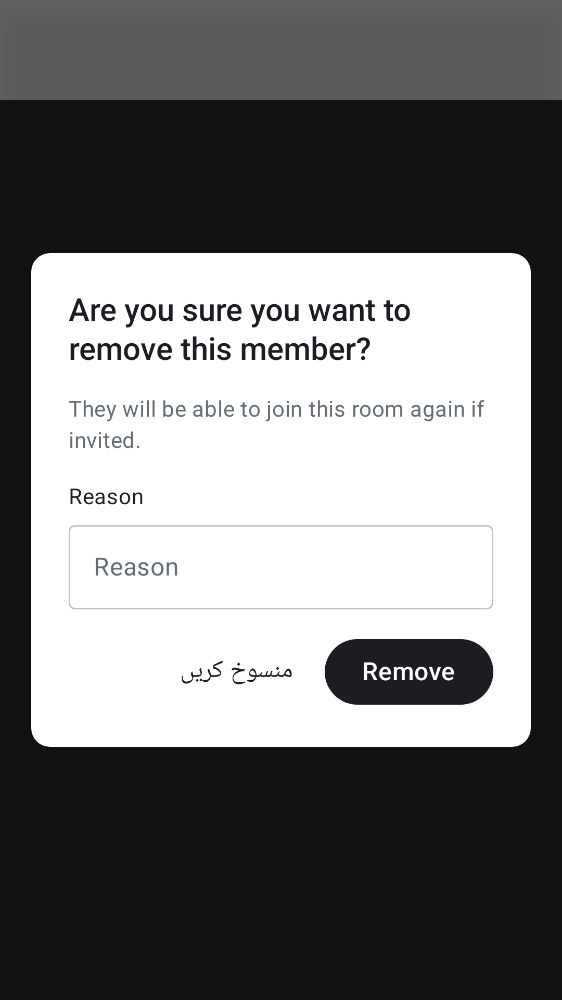 Are you sure you want to
remove this member?
They will be able to join this room again if
invited.
Reason
Reason
منسوخ کریں
Remove